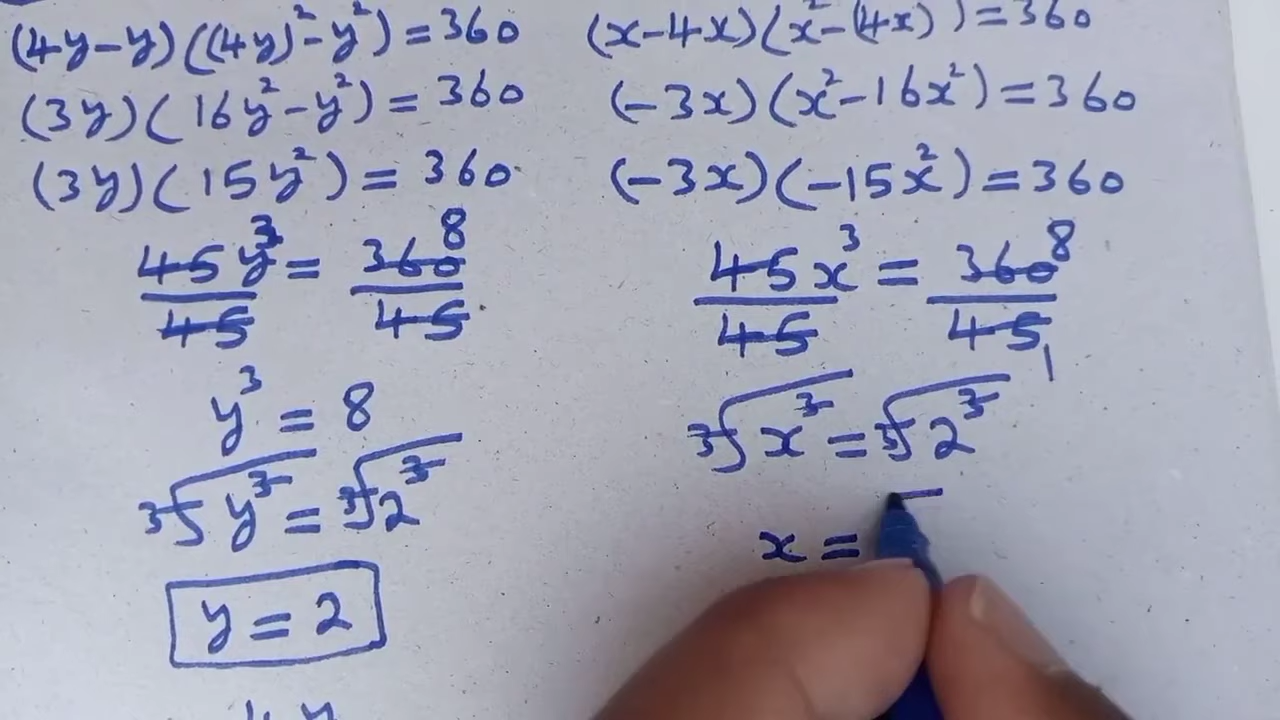 (4y-y)((4y)²-y²)=360
(3y)(16y²-y²)=360
(3y)(15y²)=360
45y³/45 = 360/45 8
y³=8
∛y³=∛2³
y=2
(x-4x)(x²-(4x))=360
(-3x)(x²-16x²)=360
(-3x)(-15x²)=360
45x³/45 = 360/45 8 1
∛x³=∛2³
x=